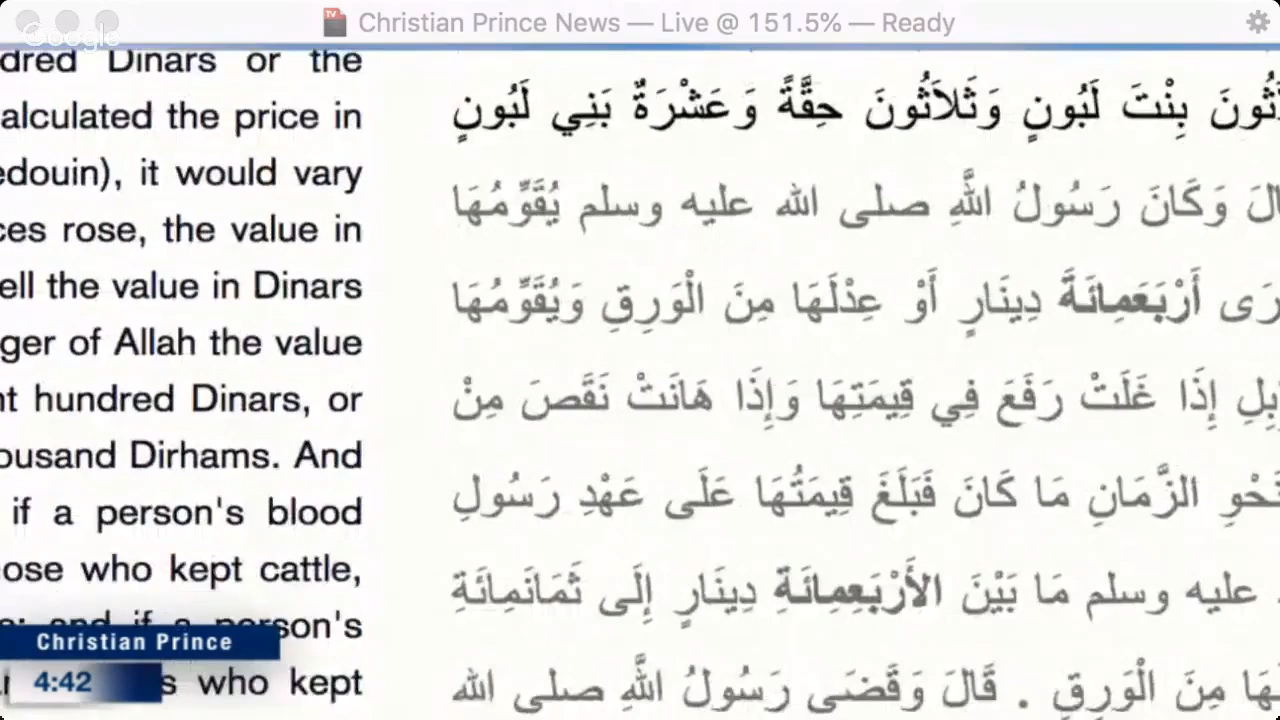 Christian Prince News — Live @ 151.5% — Ready
Google
dred Dinars or the
alculated the price in
edouin), it would vary
ces rose, the value in
ell the value in Dinars
ger of Allah the value
nt hundred Dinars, or
ousand Dirhams. And
if a person's blood
ose who kept cattle,
and if a person's
s who kept
بِنْتَ لَبُونٍ وَثَلاَثُونَ حِقَّةً وَعَشْرَةٌ بَنِي لَبُونٍ
وَكَانَ رَسُولُ اللَّهِ صلى الله عليه وسلم يُقَوِّمُهَا
أَرْبَعَمِائَةَ دِينَارٍ أَوْ عِدْلَهَا مِنَ الْوَرِقِ وَيُقَوِّمُهَا
إِذَا غَلَتْ رَفَعَ فِي قِيمَتِهَا وَإِذَا هَانَتْ نَقَصَ مِنْ
نَحْوِ الزَّمَانِ مَا كَانَ فَبَلَغَ قِيمَتُهَا عَلَى عَهْدِ رَسُولِ
عليه وسلم مَا بَيْنَ الأَرْبَعِمِائَةِ دِينَارٍ إِلَى ثَمَانَمِائَةِ
مِنَ الْوَرِقِ . قَالَ وَقَضَى رَسُولُ اللَّهِ صلى الله
Christian Prince
4:42